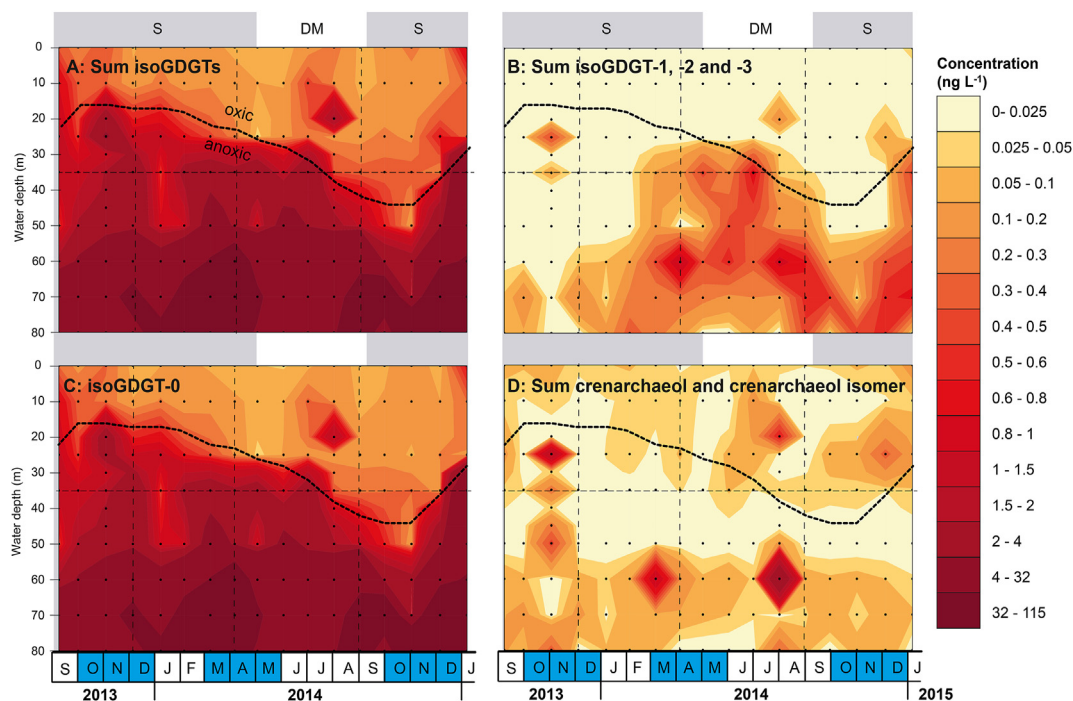 S DM S S DM S
A: Sum isoGDGTs
B: Sum isoGDGT-1, -2 and -3
Concentration
(ng L-1)
oxic
anoxic
Water depth (m)
0
10
20
30
40
50
60
70
80
0- 0.025
0.025 - 0.05
0.05 - 0.1
0.1 - 0.2
0.2 - 0.3
0.3 - 0.4
0.4 - 0.5
0.5 - 0.6
0.6 - 0.8
0.8 - 1
1 - 1.5
1.5 - 2
2 - 4
4 - 32
32 - 115
C: isoGDGT-0
D: Sum crenarchaeol and crenarchaeol isomer
Water depth (m)
0
10
20
30
40
50
60
70
80
S O N D J F M A M J J A S O N D J
2013 2014
S O N D J F M A M J J A S O N D J
2013 2014 2015